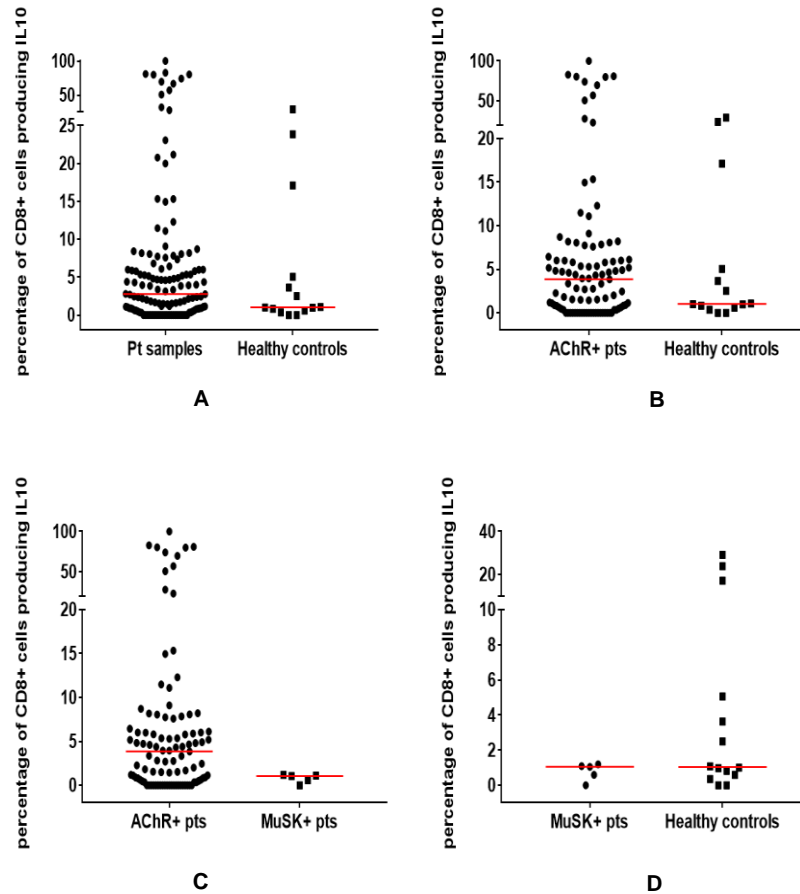 percentage of CD8+ cells producing IL10
100
50
25
20
15
10
5
0
Pt samples
Healthy controls
A
percentage of CD8+ cells producing IL10
100
50
20
15
10
5
0
AChR+ pts
Healthy controls
B
percentage of CD8+ cells producing IL10
100
50
20
15
10
5
0
AChR+ pts
MuSK+ pts
C
percentage of CD8+ cells producing IL10
40
20
10
8
6
4
2
0
MuSK+ pts
Healthy controls
D